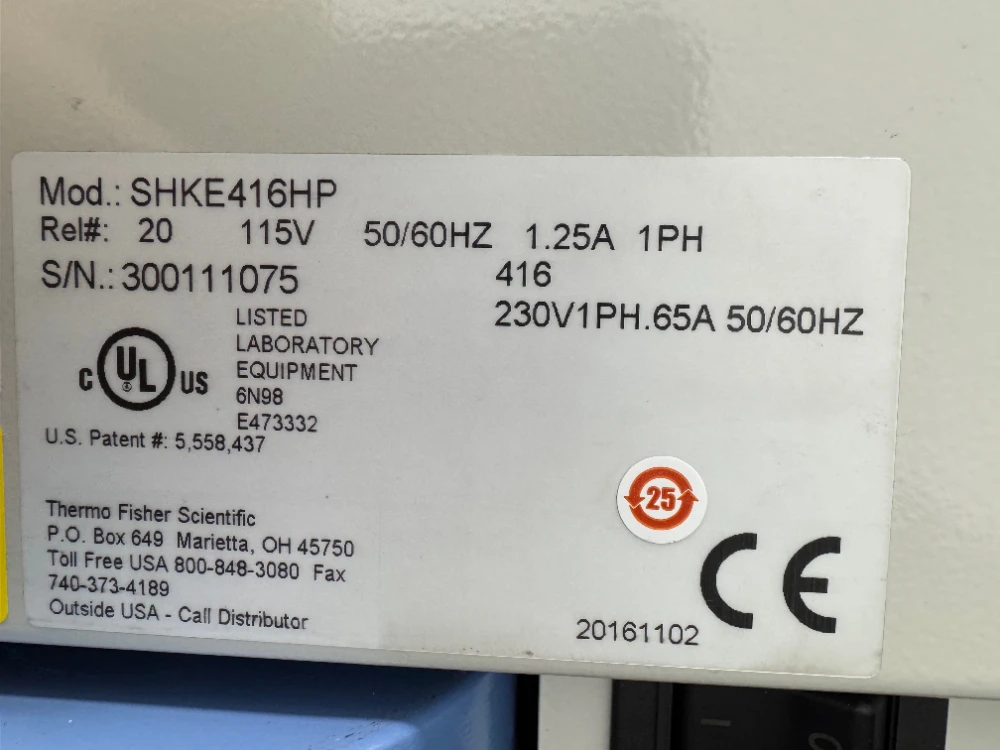 Mod.: SHKE416HP
Rel#: 20 115V 50/60HZ 1.25A 1PH
S/N.: 300111075 416
230V1PH.65A 50/60HZ
C UL US
LISTED
LABORATORY
EQUIPMENT
6N98
E473332
U.S. Patent #: 5,558,437
25
Thermo Fisher Scientific
P.O. Box 649 Marietta, OH 45750
Toll Free USA 800-848-3080 Fax
740-373-4189
Outside USA - Call Distributor
20161102
CE